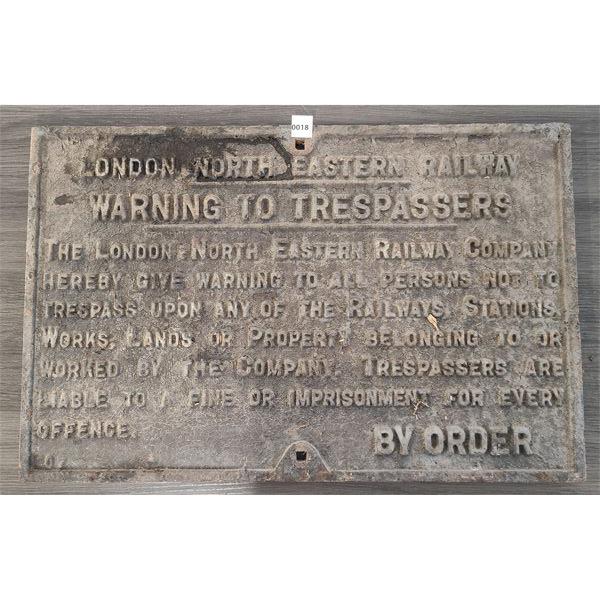 0018
LONDON & NORTH EASTERN RAILWAY
WARNING TO TRESPASSERS
THE LONDON & NORTH EASTERN RAILWAY COMPANY
HEREBY GIVE WARNING TO ALL PERSONS NOT TO
TRESPASS UPON ANY OF THE RAILWAYS, STATIONS,
WORKS, LANDS OR PROPERTY BELONGING TO OR
WORKED BY THE COMPANY. TRESPASSERS ARE
LIABLE TO A FINE OR IMPRISONMENT FOR EVERY
OFFENCE.
BY ORDER